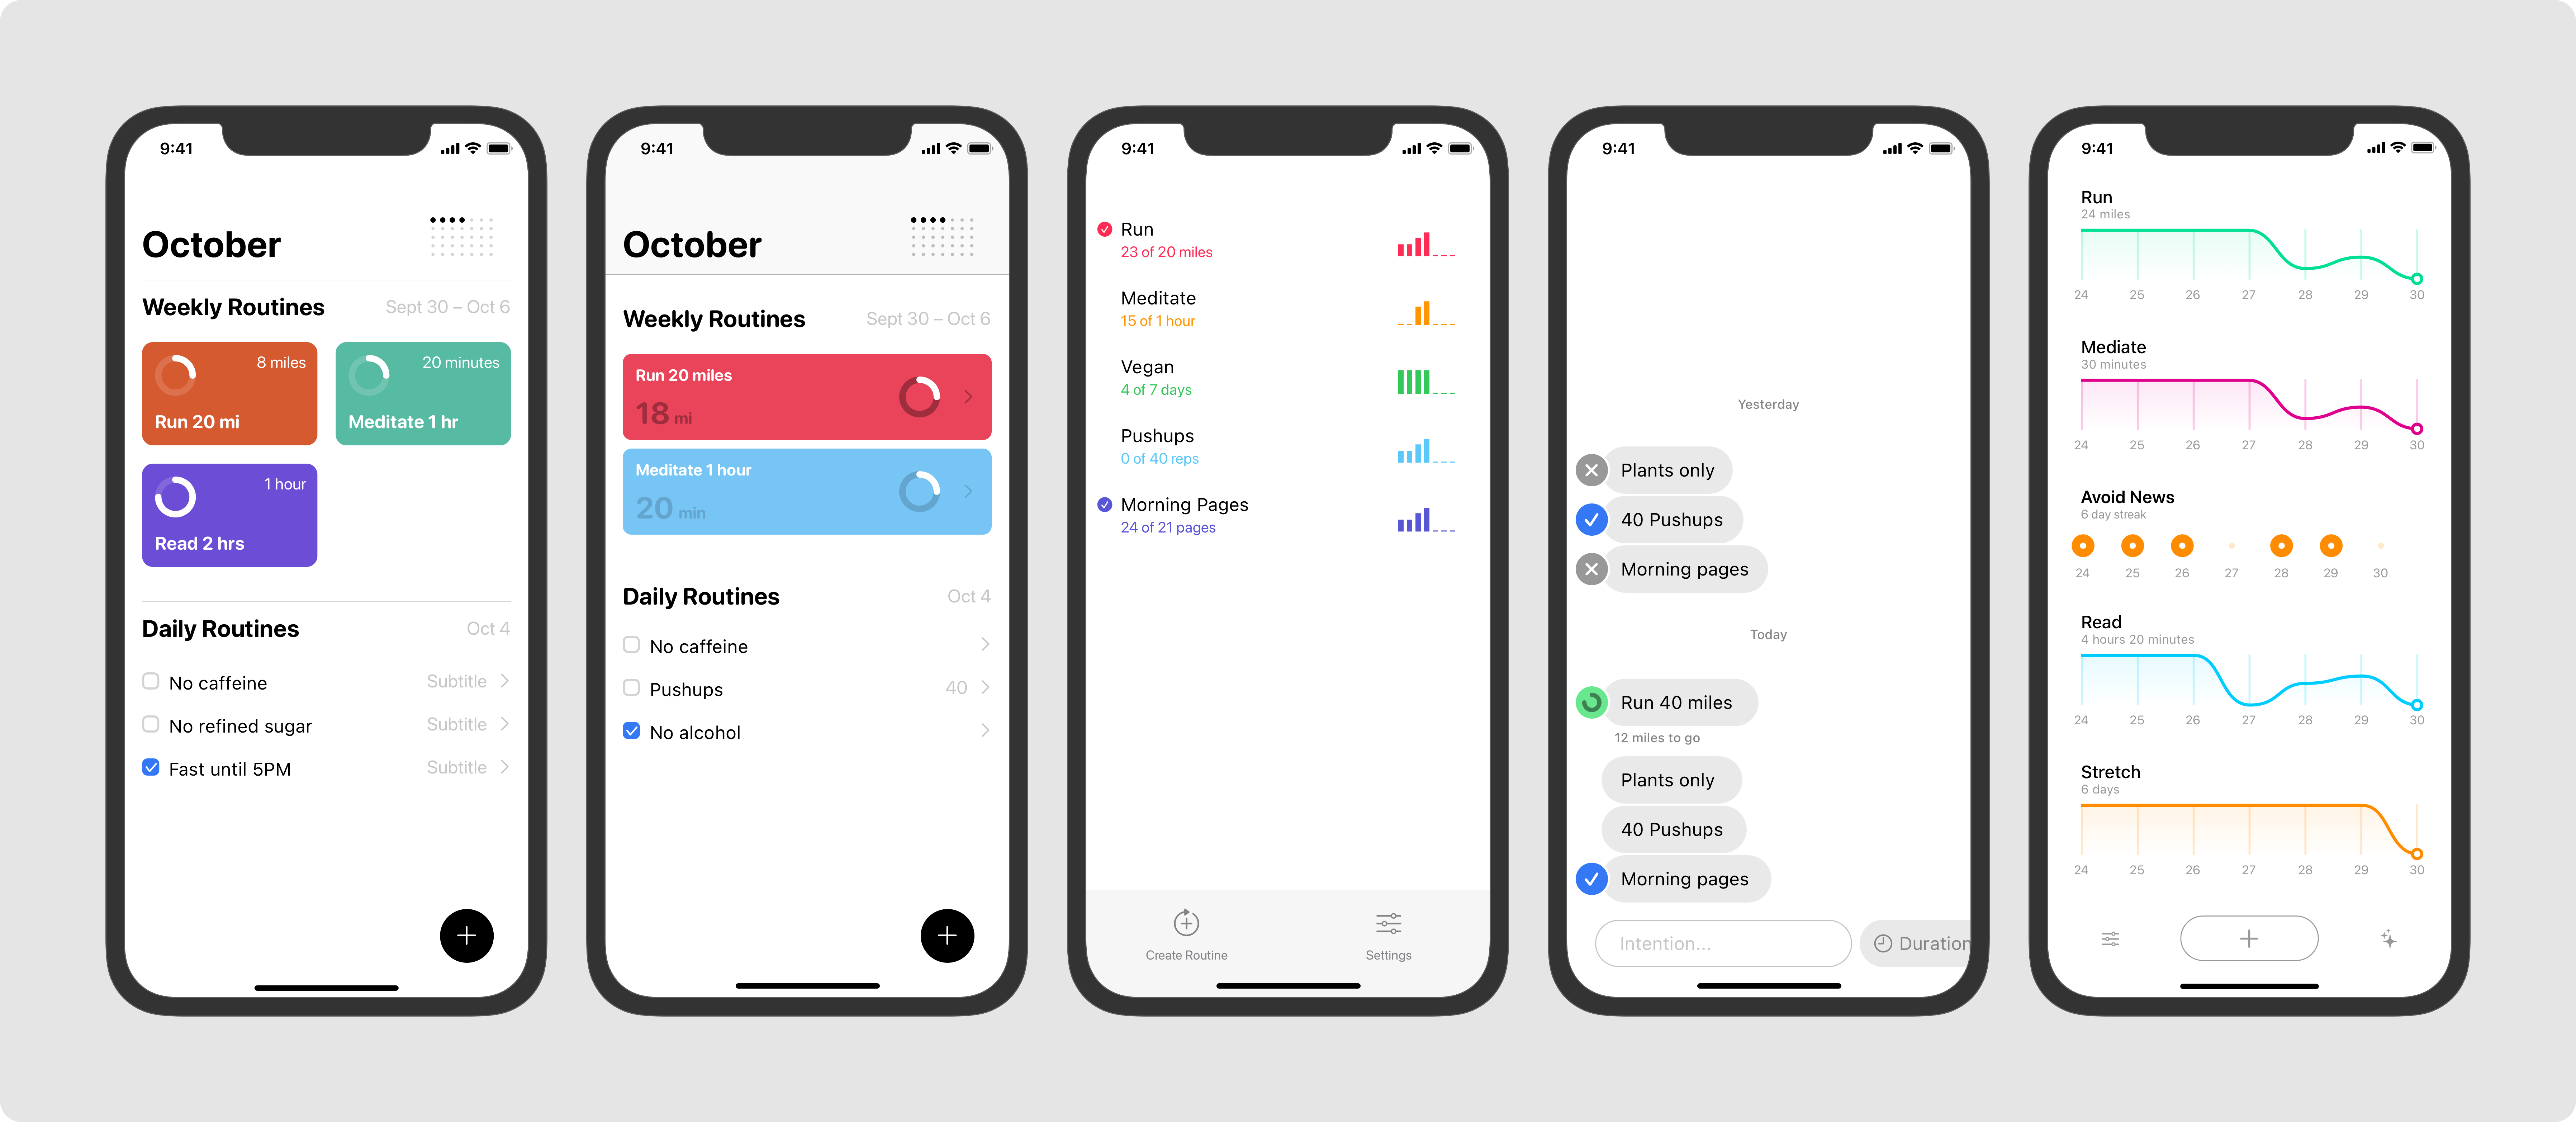 9:41
October
Weekly Routines Sept 30 – Oct 6
8 miles
Run 20 mi
20 minutes
Meditate 1 hr
1 hour
Read 2 hrs
Daily Routines Oct 4
No caffeine Subtitle
No refined sugar Subtitle
Fast until 5PM Subtitle
9:41
October
Weekly Routines Sept 30 – Oct 6
Run 20 miles
18 mi
Meditate 1 hour
20 min
Daily Routines Oct 4
No caffeine
Pushups 40
No alcohol
9:41
Run
23 of 20 miles
Meditate
15 of 1 hour
Vegan
4 of 7 days
Pushups
0 of 40 reps
Morning Pages
24 of 21 pages
Create Routine Settings
9:41
Yesterday
Plants only
40 Pushups
Morning pages
Today
Run 40 miles
12 miles to go
Plants only
40 Pushups
Morning pages
Intention... Duration
9:41
Run
24 miles
24 25 26 27 28 29 30
Mediate
30 minutes
24 25 26 27 28 29 30
Avoid News
6 day streak
24 25 26 27 28 29 30
Read
4 hours 20 minutes
24 25 26 27 28 29 30
Stretch
6 days
24 25 26 27 28 29 30